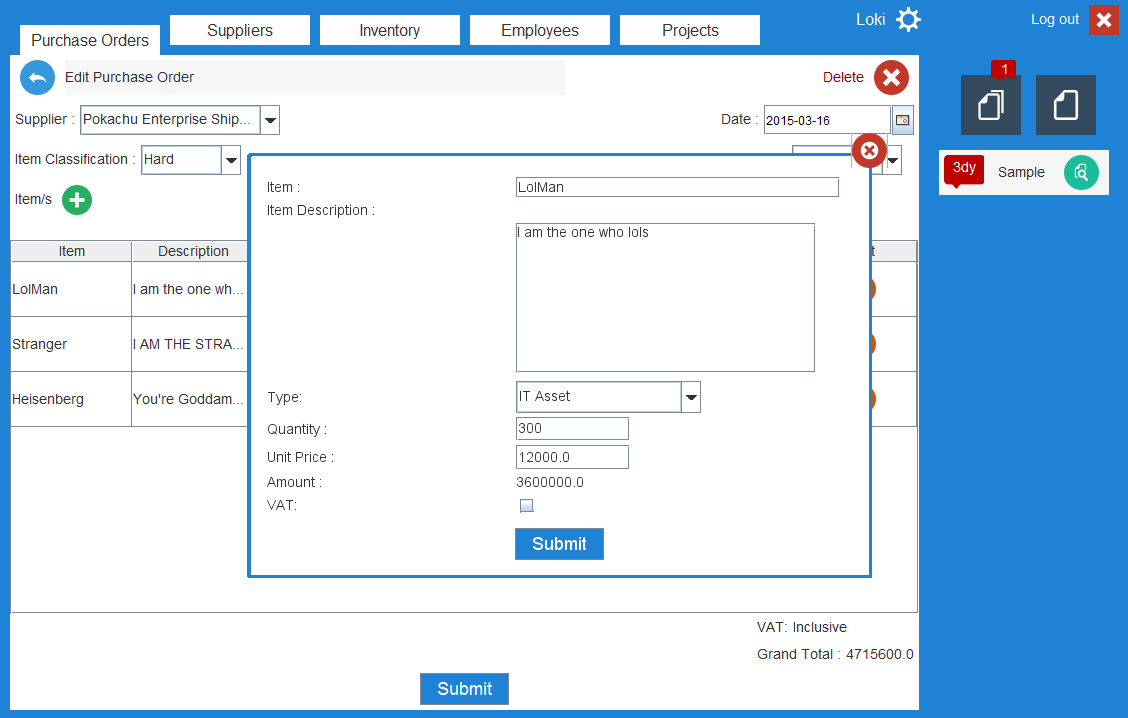 Purchase Orders
Suppliers
Inventory
Employees
Projects
Loki
Log out
Edit Purchase Order
Delete
1
Supplier :
Pokachu Enterprise Ship...
Date :
2015-03-16
Item Classification :
Hard
3dy
Sample
Item/s
Item
Description
t
LolMan
I am the one wh...
Stranger
I AM THE STRA...
Heisenberg
You're Goddam...
Item :
LolMan
Item Description :
I am the one who lols
Type:
IT Asset
Quantity :
300
Unit Price :
12000.0
Amount :
3600000.0
VAT:
Submit
VAT: Inclusive
Grand Total : 4715600.0
Submit